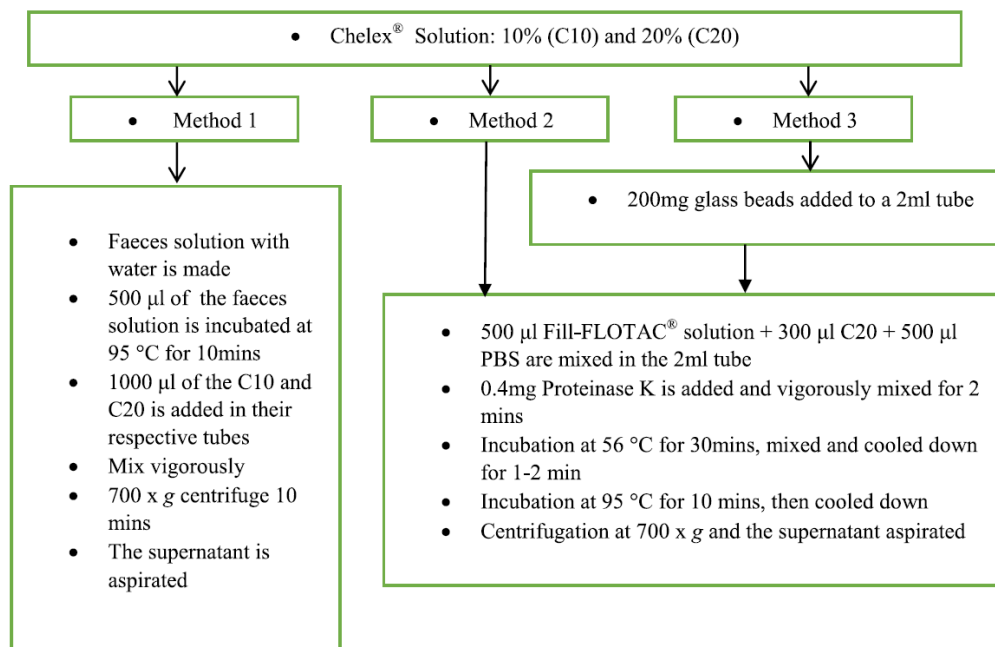 • Chelex® Solution: 10% (C10) and 20% (C20)
• Method 1
• Method 2
• Method 3
• 200mg glass beads added to a 2ml tube
• Faeces solution with
water is made
• 500 μl of the faeces
solution is incubated at
95 °C for 10mins
• 1000 μl of the C10 and
C20 is added in their
respective tubes
• Mix vigorously
• 700 x g centrifuge 10
mins
• The supernatant is
aspirated
• 500 μl Fill-FLOTAC® solution + 300 μl C20 + 500 μl
PBS are mixed in the 2ml tube
• 0.4mg Proteinase K is added and vigorously mixed for 2
mins
• Incubation at 56 °C for 30mins, mixed and cooled down
for 1-2 min
• Incubation at 95 °C for 10 mins, then cooled down
• Centrifugation at 700 x g and the supernatant aspirated